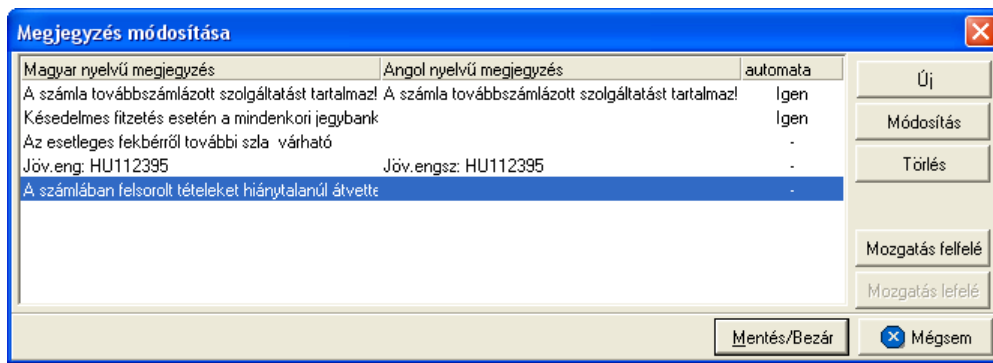 Megjegyzés módosítása
Magyar nyelvű megjegyzés Angol nyelvű megjegyzés automata
A számla továbbszámlázott szolgáltatást tartalmaz! A számla továbbszámlázott szolgáltatást tartalmaz! Igen
Késedelmes fitzetés esetén a mindenkori jegybank Igen
Az esetleges fekbérről további szla várható -
Jöv.eng: HU112395 Jöv.engsz: HU112395 -
A számlában felsorolt tételeket hiánytalanúl átvette -
Új
Módosítás
Törlés
Mozgatás felfelé
Mozgatás lefelé
Mentés/Bezár Mégsem